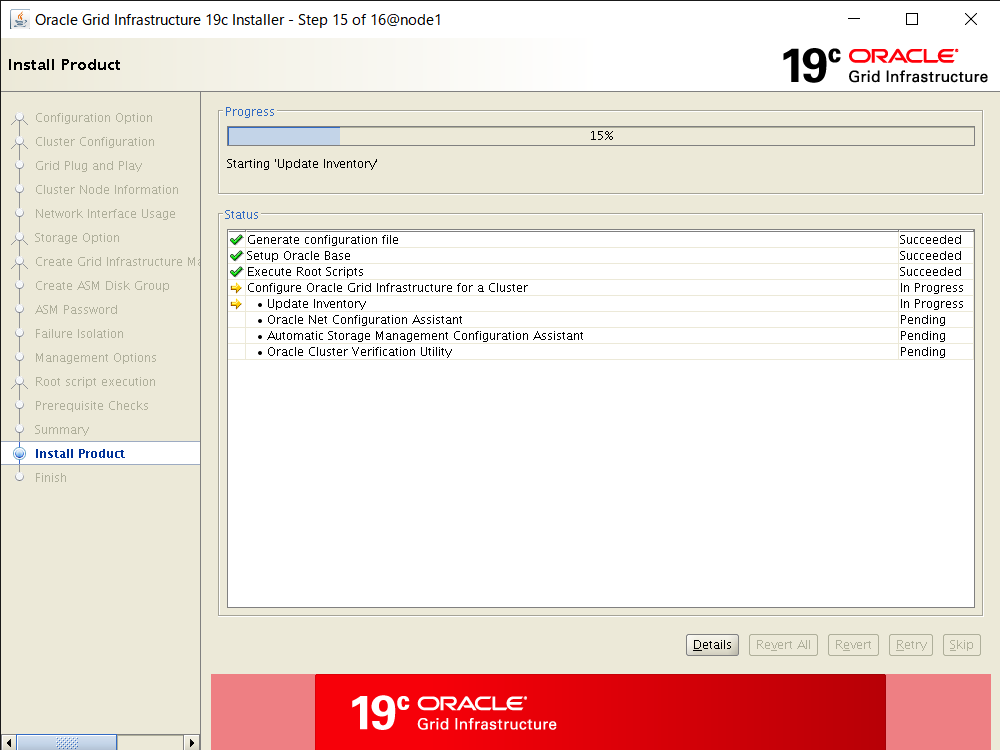 Oracle Grid Infrastructure 19c Installer - Step 15 of 16@node1
Install Product
19c ORACLE
Grid Infrastructure
Configuration Option
Cluster Configuration
Grid Plug and Play
Cluster Node Information
Network Interface Usage
Storage Option
Create Grid Infrastructure Ma
Create ASM Disk Group
ASM Password
Failure Isolation
Management Options
Root script execution
Prerequisite Checks
Summary
Install Product
Finish
Progress
15%
Starting 'Update Inventory'
Status
Generate configuration file Succeeded
Setup Oracle Base Succeeded
Execute Root Scripts Succeeded
Configure Oracle Grid Infrastructure for a Cluster In Progress
• Update Inventory In Progress
• Oracle Net Configuration Assistant Pending
• Automatic Storage Management Configuration Assistant Pending
• Oracle Cluster Verification Utility Pending
Details Revert All Revert Retry Skip
19c ORACLE
Grid Infrastructure